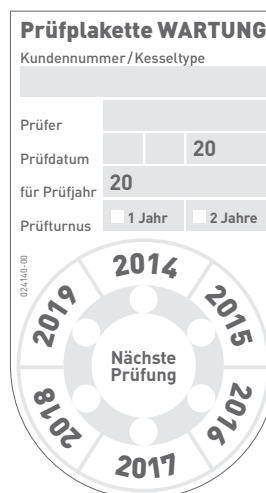 Prüfplakette WARTUNG
Kundennummer/Kesseltype
Prüfer
Prüfdatum 20
für Prüfjahr 20
Prüfturnus 1 Jahr 2 Jahre
024140-00
2014
2015
2016
2017
2018
2019
Nächste
Prüfung